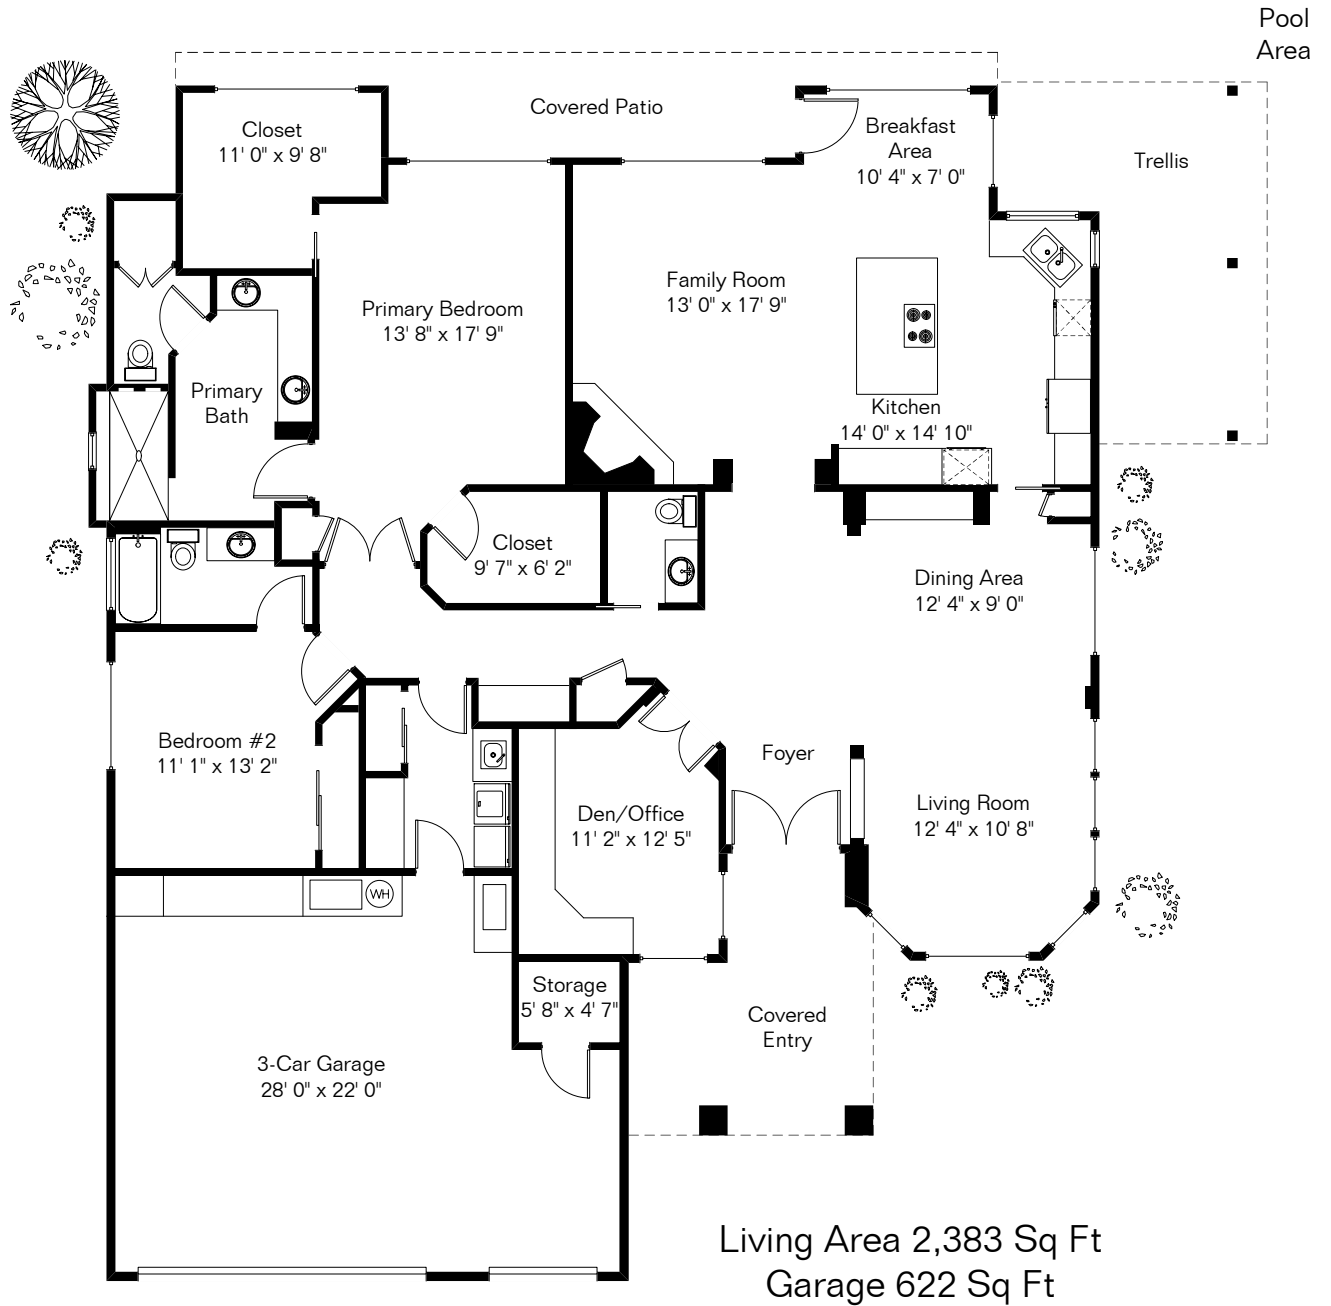 Pool
Area
Covered Patio
Closet
11' 0" x 9' 8"
Breakfast
Area
10' 4" x 7' 0"
Trellis
Family Room
13' 0" x 17' 9"
Primary Bedroom
13' 8" x 17' 9"
Primary
Bath
Kitchen
14' 0" x 14' 10"
Closet
9' 7" x 6' 2"
Dining Area
12' 4" x 9' 0"
Bedroom #2
11' 1" x 13' 2"
Foyer
Den/Office
11' 2" x 12' 5"
Living Room
12' 4" x 10' 8"
WH
Storage
5' 8" x 4' 7"
Covered
Entry
3-Car Garage
28' 0" x 22' 0"
Living Area 2,383 Sq Ft
Garage 622 Sq Ft